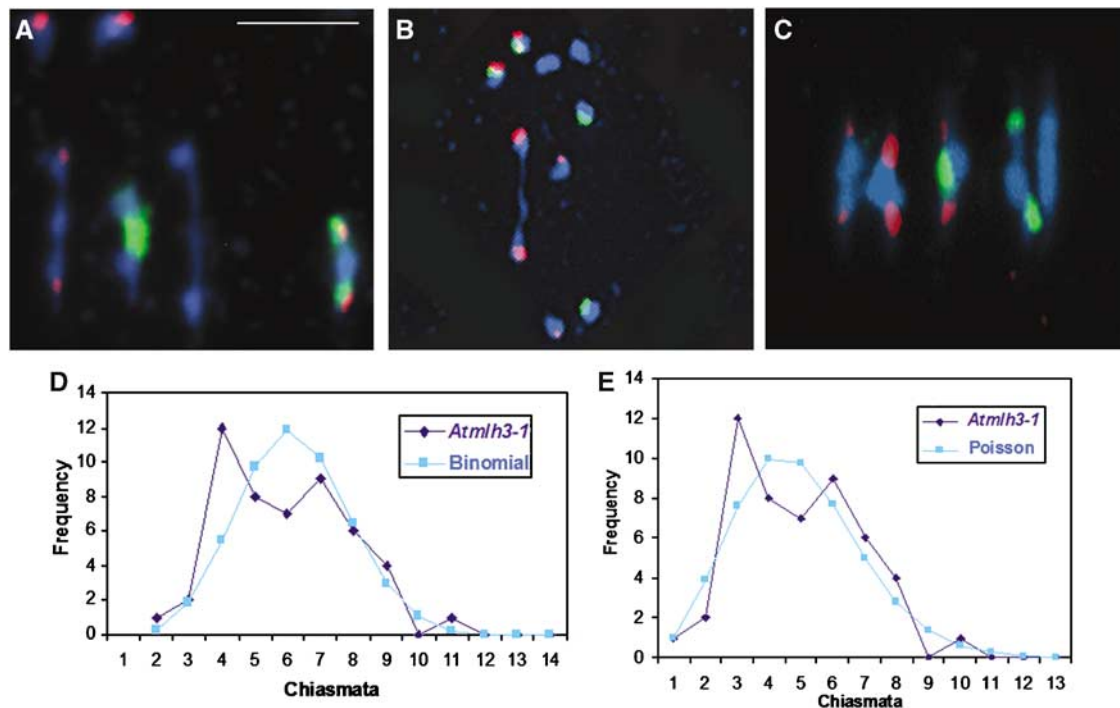 A
B
C
D
14
12
10
8
6
4
2
0
Frequency
Atmlh3-1
Binomial
1 2 3 4 5 6 7 8 9 10 11 12 13 14
Chiasmata
E
14
12
10
8
6
4
2
0
Frequency
Atmlh3-1
Poisson
1 2 3 4 5 6 7 8 9 10 11 12 13
Chiasmata